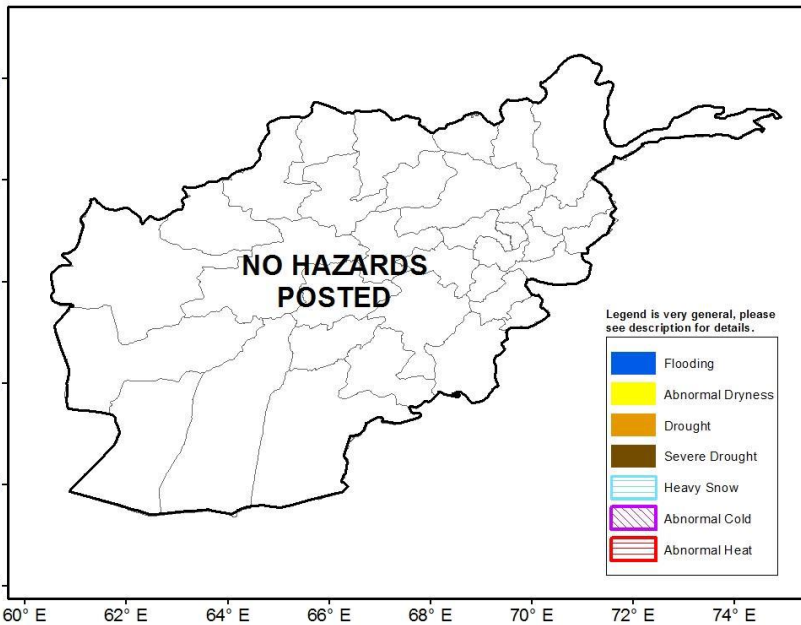 NO HAZARDS
POSTED
Legend is very general, please
see description for details.
Flooding
Abnormal Dryness
Drought
Severe Drought
Heavy Snow
Abnormal Cold
Abnormal Heat
60° E 62° E 64° E 66° E 68° E 70° E 72° E 74° E